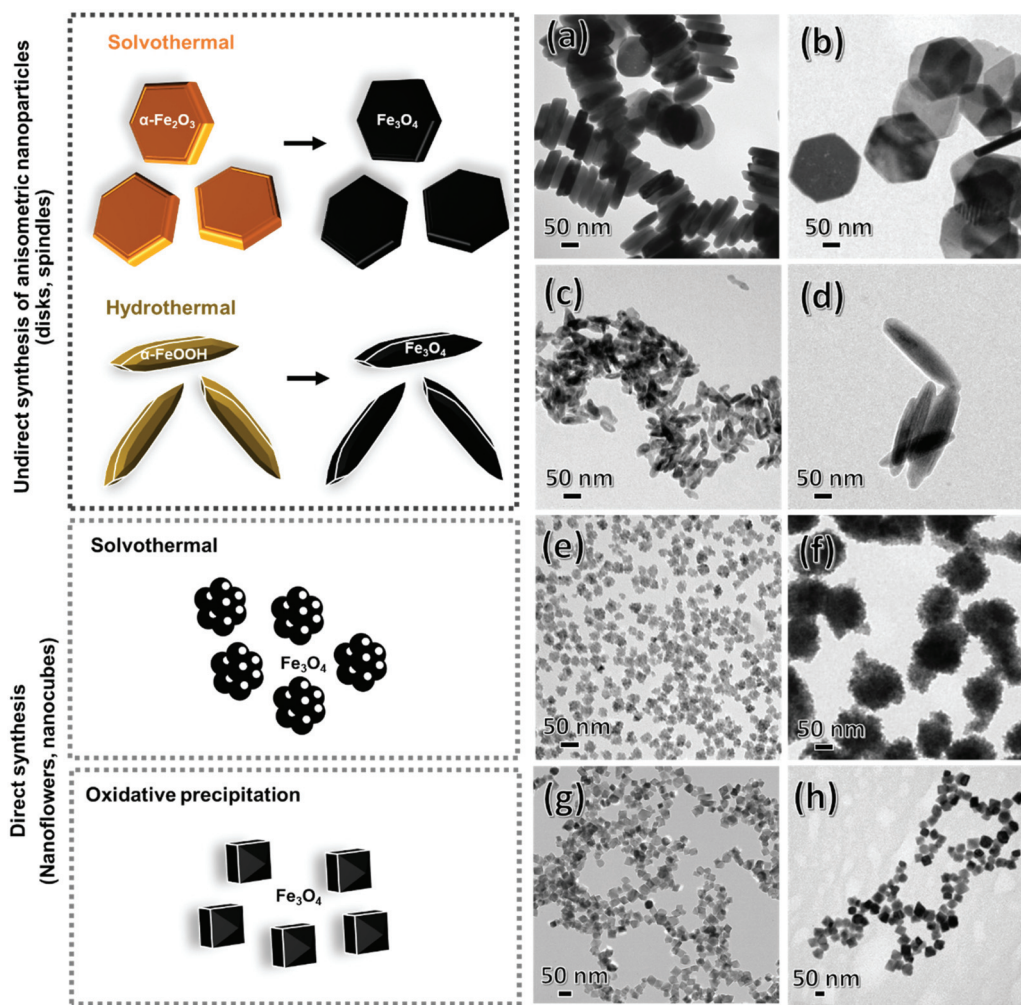 Undirect synthesis of anisometric nanoparticles
(disks, spindles)
Solvothermal
α-Fe₂O₃
Fe₃O₄
Hydrothermal
α-FeOOH
Fe₃O₄
Direct synthesis
(Nanoflowers, nanocubes)
Solvothermal
Fe₃O₄
Oxidative precipitation
Fe₃O₄
(a)
50 nm
(b)
50 nm
(c)
50 nm
(d)
50 nm
(e)
50 nm
(f)
50 nm
(g)
50 nm
(h)
50 nm